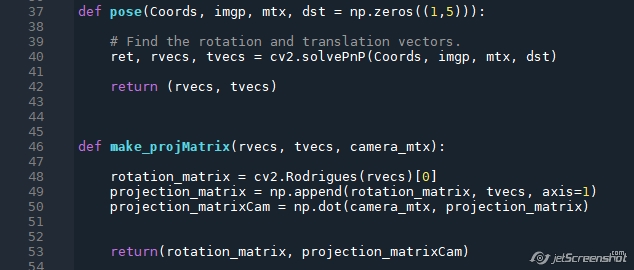 37 def pose(Coords, imgp, mtx, dst = np.zeros((1,5))):
38
39 # Find the rotation and translation vectors.
40 ret, rvecs, tvecs = cv2.solvePnP(Coords, imgp, mtx, dst)
41
42 return (rvecs, tvecs)
43
44
45
46 def make_projMatrix(rvecs, tvecs, camera_mtx):
47
48 rotation_matrix = cv2.Rodrigues(rvecs)[0]
49 projection_matrix = np.append(rotation_matrix, tvecs, axis=1)
50 projection_matrixCam = np.dot(camera_mtx, projection_matrix)
51
52
53 return(rotation_matrix, projection_matrixCam)
54
jetScreenshot.com